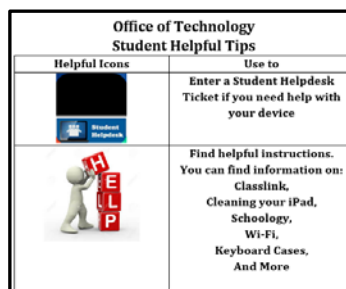 Office of Technology
Student Helpful Tips
Helpful Icons
Use to
Student
Helpdesk
Enter a Student Helpdesk
Ticket if you need help with
your device
HELP
Find helpful instructions.
You can find information on:
Classlink,
Cleaning your iPad,
Schoology,
Wi-Fi,
Keyboard Cases,
And More